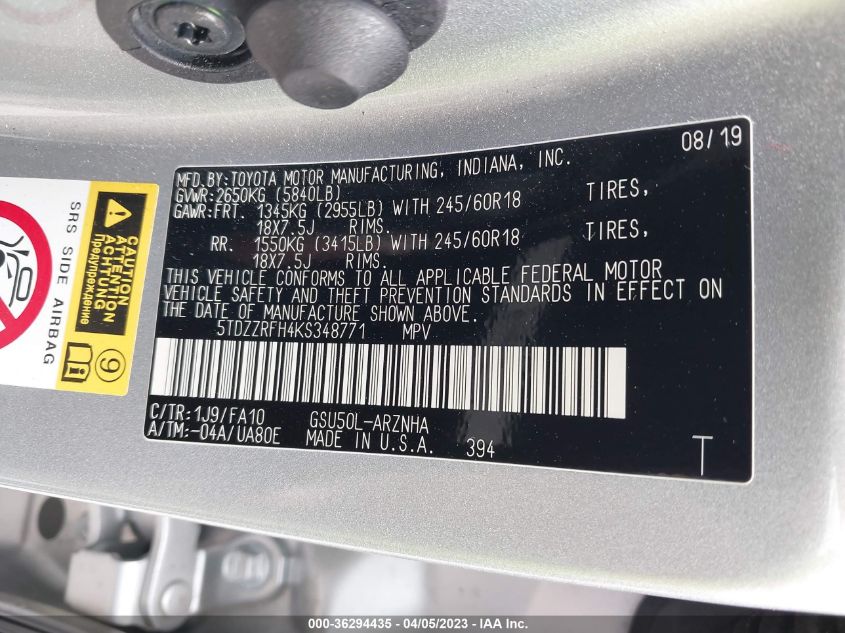 08/19
MFD.BY:TOYOTA MOTOR MANUFACTURING, INDIANA, INC.
GVWR:2650KG (5840LB)
GAWR:FRT. 1345KG (2955LB) WITH 245/60R18 TIRES,
18X7.5J RIMS.
RR. 1550KG (3415LB) WITH 245/60R18 TIRES,
18X7.5J RIMS.
THIS VEHICLE CONFORMS TO ALL APPLICABLE FEDERAL MOTOR
VEHICLE SAFETY AND THEFT PREVENTION STANDARDS IN EFFECT ON
THE DATE OF MANUFACTURE SHOWN ABOVE.
5TDZZRFH4KS348771 MPV
C/TR:1J9/FA10 GSU50L-ARZNHA
A/TM:-04A/UA80E MADE IN U.S.A. 394
T
SRS SIDE AIRBAG
CAUTION
ATTENTION
ACHTUNG
Предупреждение
9
000-36294435 - 04/05/2023 - IAA Inc.